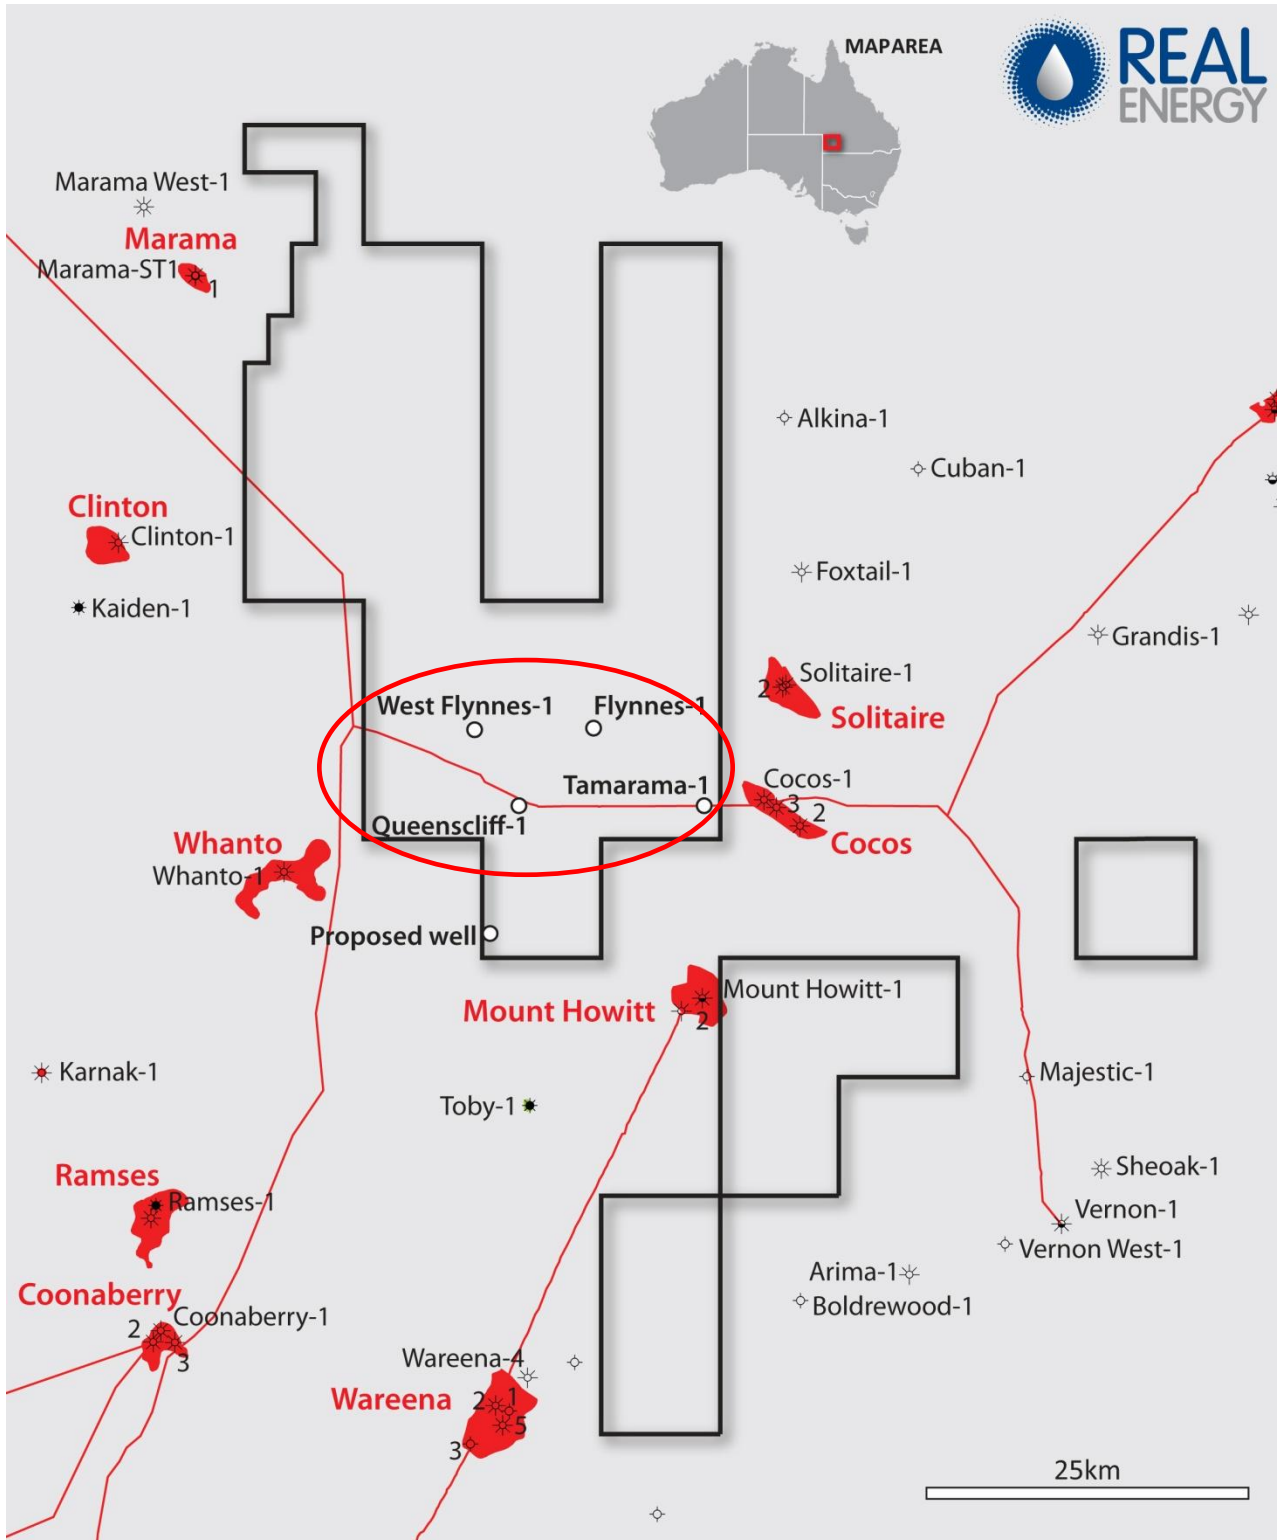 MAPAREA
REAL
ENERGY
Marama West-1
Marama
Marama-ST1
1
Alkina-1
Cuban-1
Clinton
Clinton-1
Foxtail-1
Kaiden-1
Grandis-1
Solitaire-1
2
Solitaire
West Flynnes-1
Flynnes-1
Tamarama-1
Cocos-1
3
2
Queenscliff-1
Cocos
Whanto
Whanto-1
Proposed well
Mount Howitt-1
Mount Howitt
2
Karnak-1
Majestic-1
Toby-1
Sheoak-1
Ramses
Ramses-1
Vernon-1
Vernon West-1
Arima-1
Boldrewood-1
Coonaberry
Coonaberry-1
2
3
Wareena-4
Wareena
2
1
5
3
25km